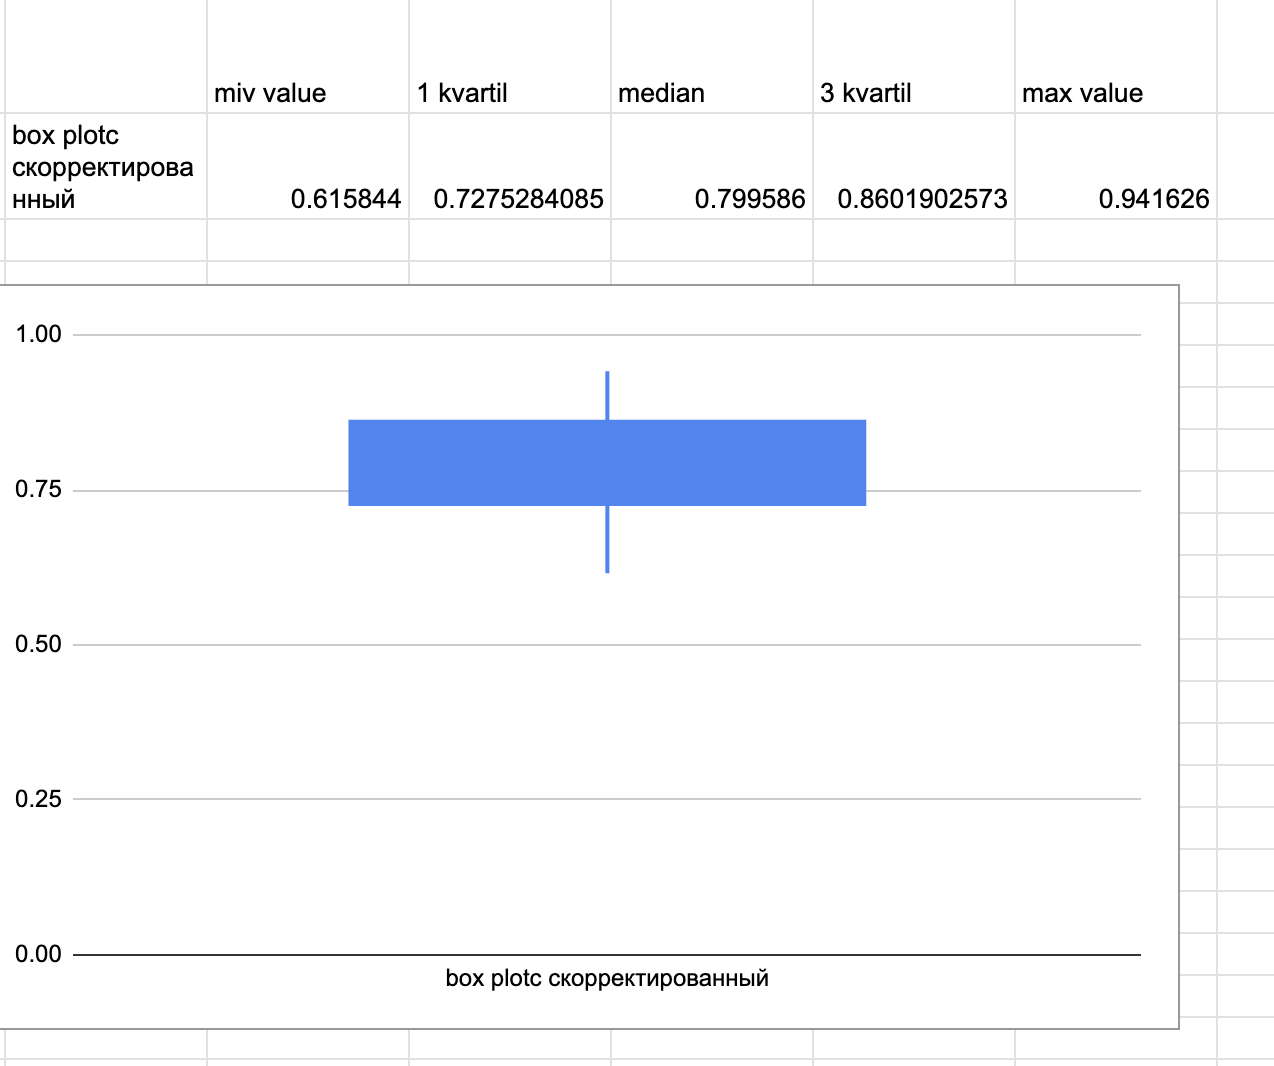 miv value 1 kvartil median 3 kvartil max value
box plotc
скорректирова
нный 0.615844 0.7275284085 0.799586 0.8601902573 0.941626
1.00
0.75
0.50
0.25
0.00
box plotc скорректированный